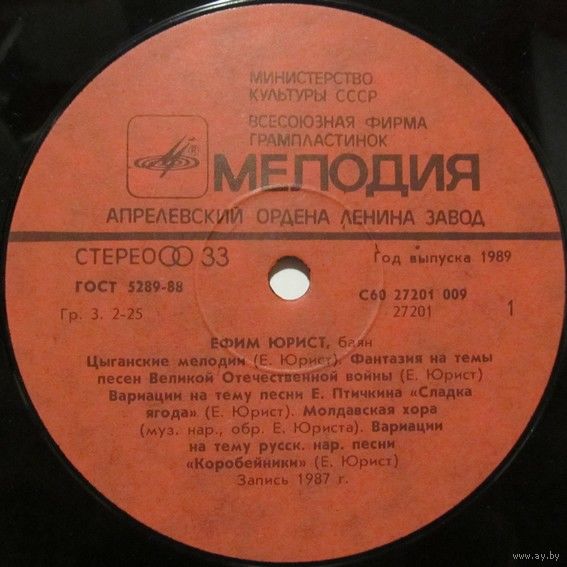 МИНИСТЕРСТВО
КУЛЬТУРЫ СССР
ВСЕСОЮЗНАЯ ФИРМА
ГРАМПЛАСТИНОК
МЕЛОДИЯ
АПРЕЛЕВСКИЙ ОРДЕНА ЛЕНИНА ЗАВОД
СТЕРЕО 33
Год выпуска 1989
ГОСТ 5289-88
С60 27201 009
Гр. 3. 2-25
27201
1
ЕФИМ ЮРИСТ, баян
Цыганские мелодии (Е. Юрист). Фантазия на темы
песен Великой Отечественной войны (Е. Юрист)
Вариации на тему песни Е. Птичкина «Сладка
ягода» (Е. Юрист). Молдавская хора
(муз. нар., обр. Е. Юриста). Вариации
на тему русск. нар. песни
«Коробейники» (Е. Юрист)
Запись 1987 г.
www.ay.by